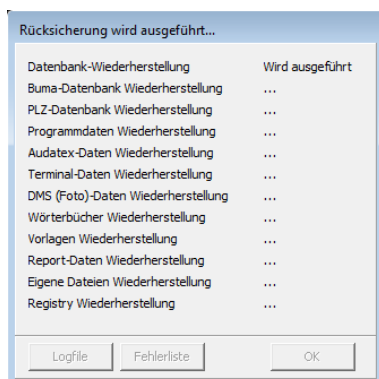 Rücksicherung wird ausgeführt...
Datenbank-Wiederherstellung Wird ausgeführt
Buma-Datenbank Wiederherstellung ...
PLZ-Datenbank Wiederherstellung ...
Programmdaten Wiederherstellung ...
Audatex-Daten Wiederherstellung ...
Terminal-Daten Wiederherstellung ...
DMS (Foto)-Daten Wiederherstellung ...
Wörterbücher Wiederherstellung ...
Vorlagen Wiederherstellung ...
Report-Daten Wiederherstellung ...
Eigene Dateien Wiederherstellung ...
Registry Wiederherstellung ...
Logfile Fehlerliste OK